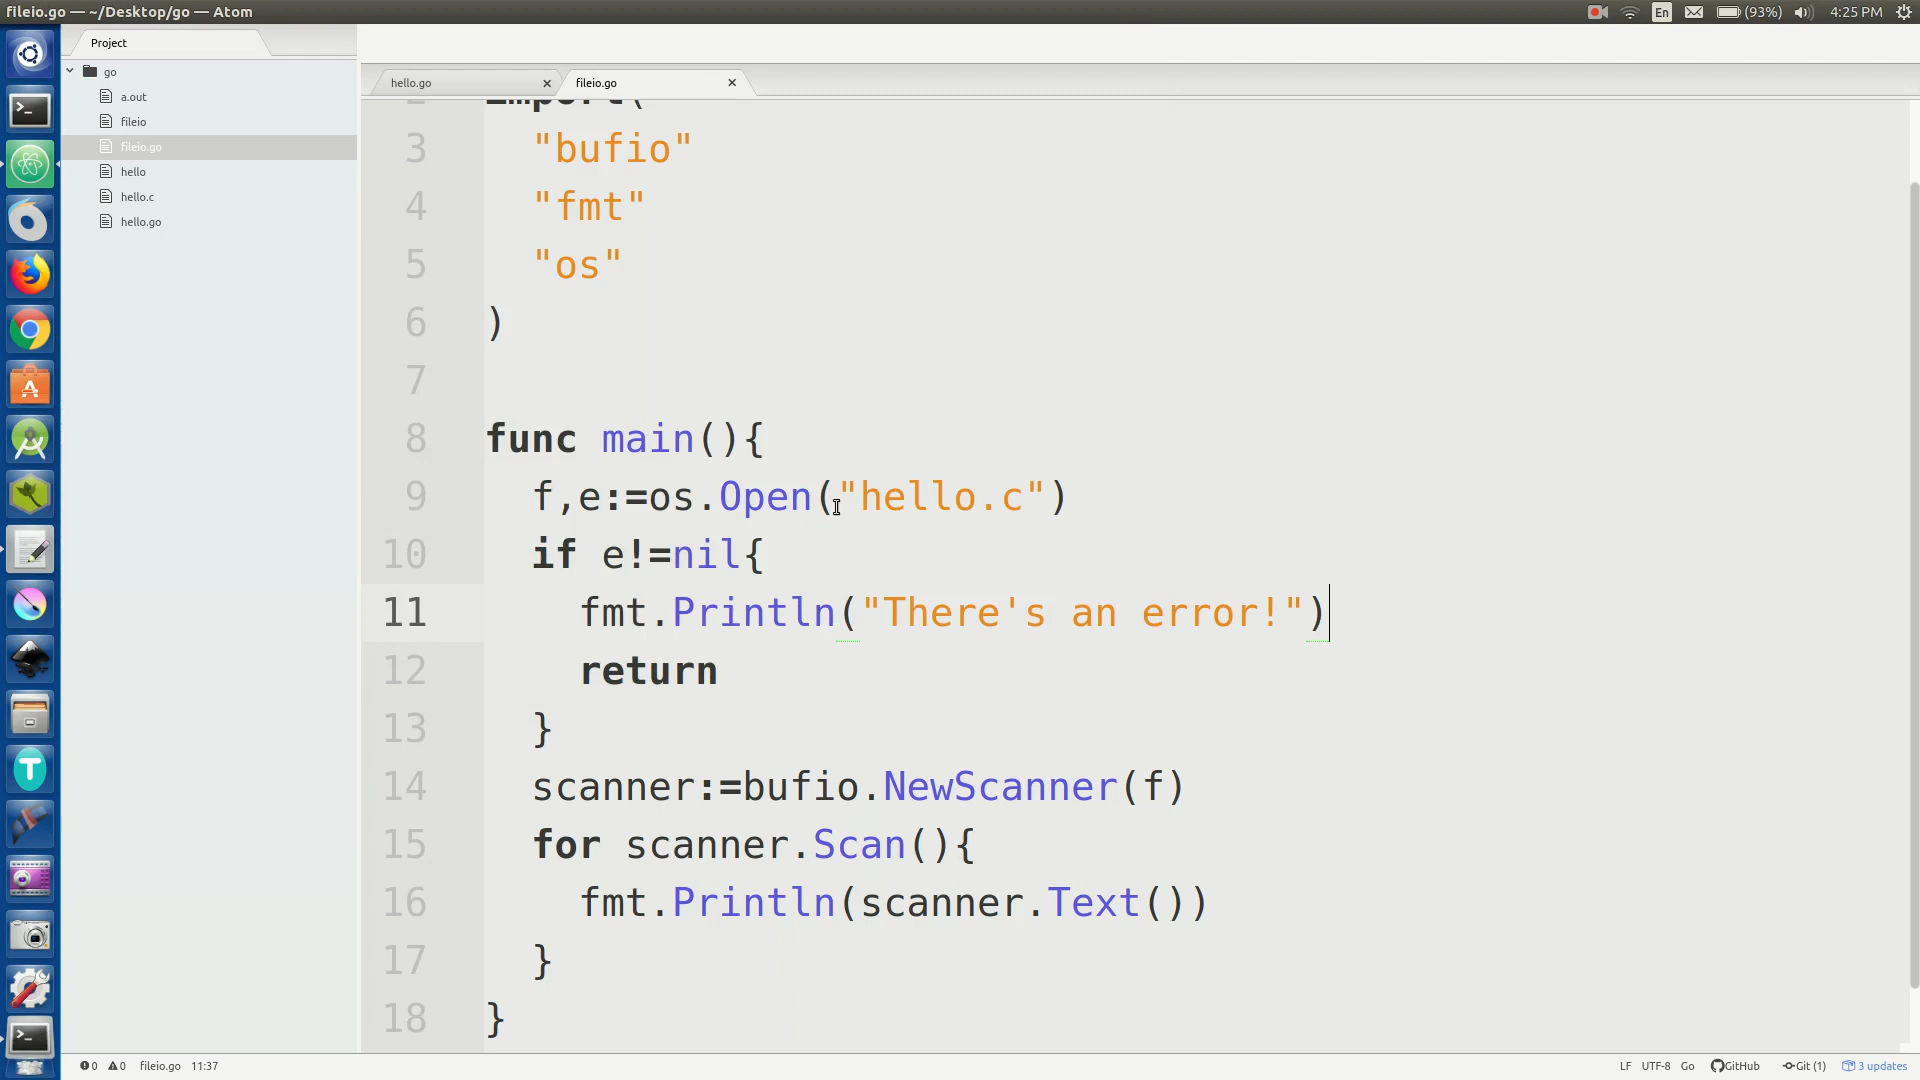 fileio.go — ~/Desktop/go — Atom
En
(93%)
4:25 PM
Project
go
a.out
fileio
fileio.go
hello
hello.c
hello.go
hello.go
fileio.go
2 import(
3 "bufio"
4 "fmt"
5 "os"
6 )
7
8 func main(){
9 f,e:=os.Open("hello.c")
10 if e!=nil{
11 fmt.Println("There's an error!")
12 return
13 }
14 scanner:=bufio.NewScanner(f)
15 for scanner.Scan(){
16 fmt.Println(scanner.Text())
17 }
18 }
0 0 fileio.go 11:37
LF UTF-8 Go GitHub Git (1) 3 updates